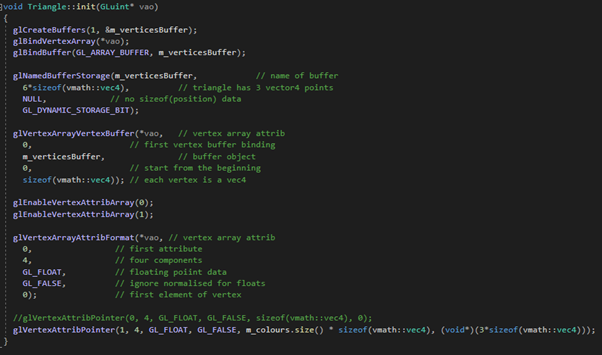 void Triangle::init(GLuint* vao)
{
glCreateBuffers(1, &m_verticesBuffer);
glBindVertexArray(*vao);
glBindBuffer(GL_ARRAY_BUFFER, m_verticesBuffer);
glNamedBufferStorage(m_verticesBuffer, // name of buffer
6*sizeof(vmath::vec4), // triangle has 3 vector4 points
NULL, // no sizeof(position) data
GL_DYNAMIC_STORAGE_BIT);
glVertexArrayVertexBuffer(*vao, // vertex array attrib
0, // first vertex buffer binding
m_verticesBuffer, // buffer object
0, // start from the beginning
sizeof(vmath::vec4)); // each vertex is a vec4
glEnableVertexAttribArray(0);
glEnableVertexAttribArray(1);
glVertexArrayAttribFormat(*vao, // vertex array attrib
0, // first attribute
4, // four components
GL_FLOAT, // floating poiint data
GL_FALSE, // ignore normalised for floats
0); // first element of vertex
//glVertexAttribPointer(0, 4, GL_FLOAT, GL_FALSE, sizeof(vmath::vec4), 0);
glVertexAttribPointer(1, 4, GL_FLOAT, GL_FALSE, m_colours.size() * sizeof(vmath::vec4), (void*)(3*sizeof(vmath::vec4)));
}